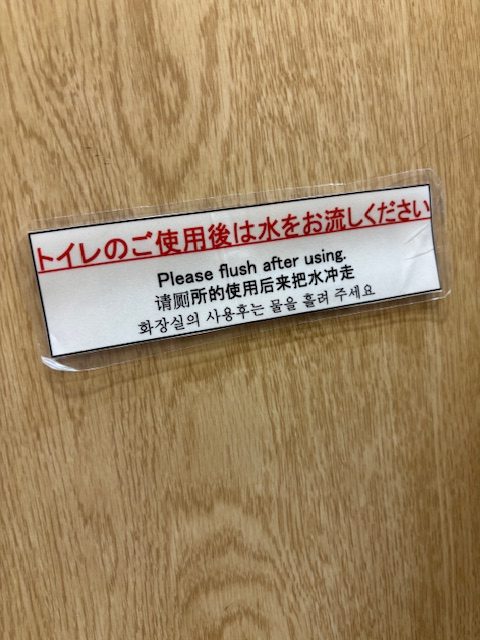 トイレのご使用後は水をお流しください
Please flush after using.
请厕所的使用后来把水冲走
화장실의 사용후는 물을 흘려 주세요